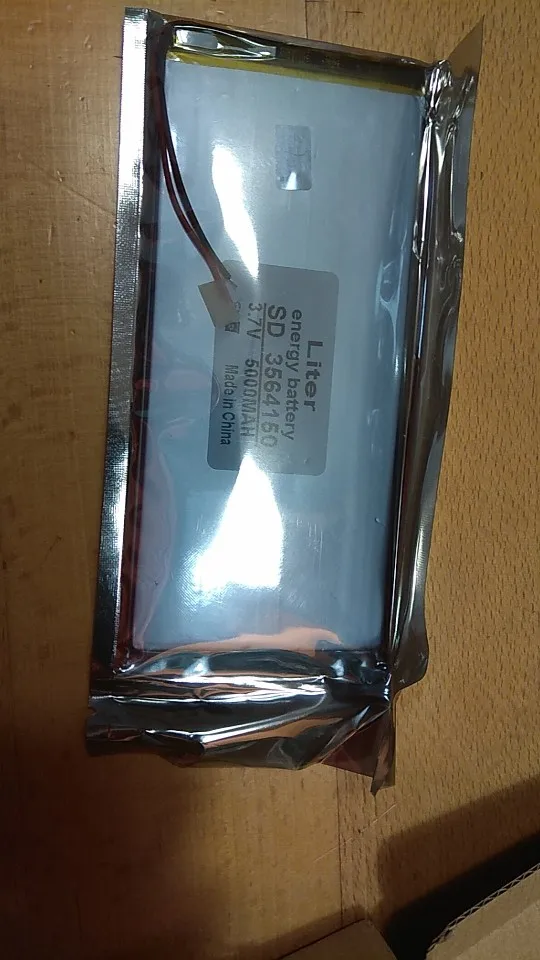 Liter
energy battery
SD 3564160
3.7V 5000MAH
Made in China